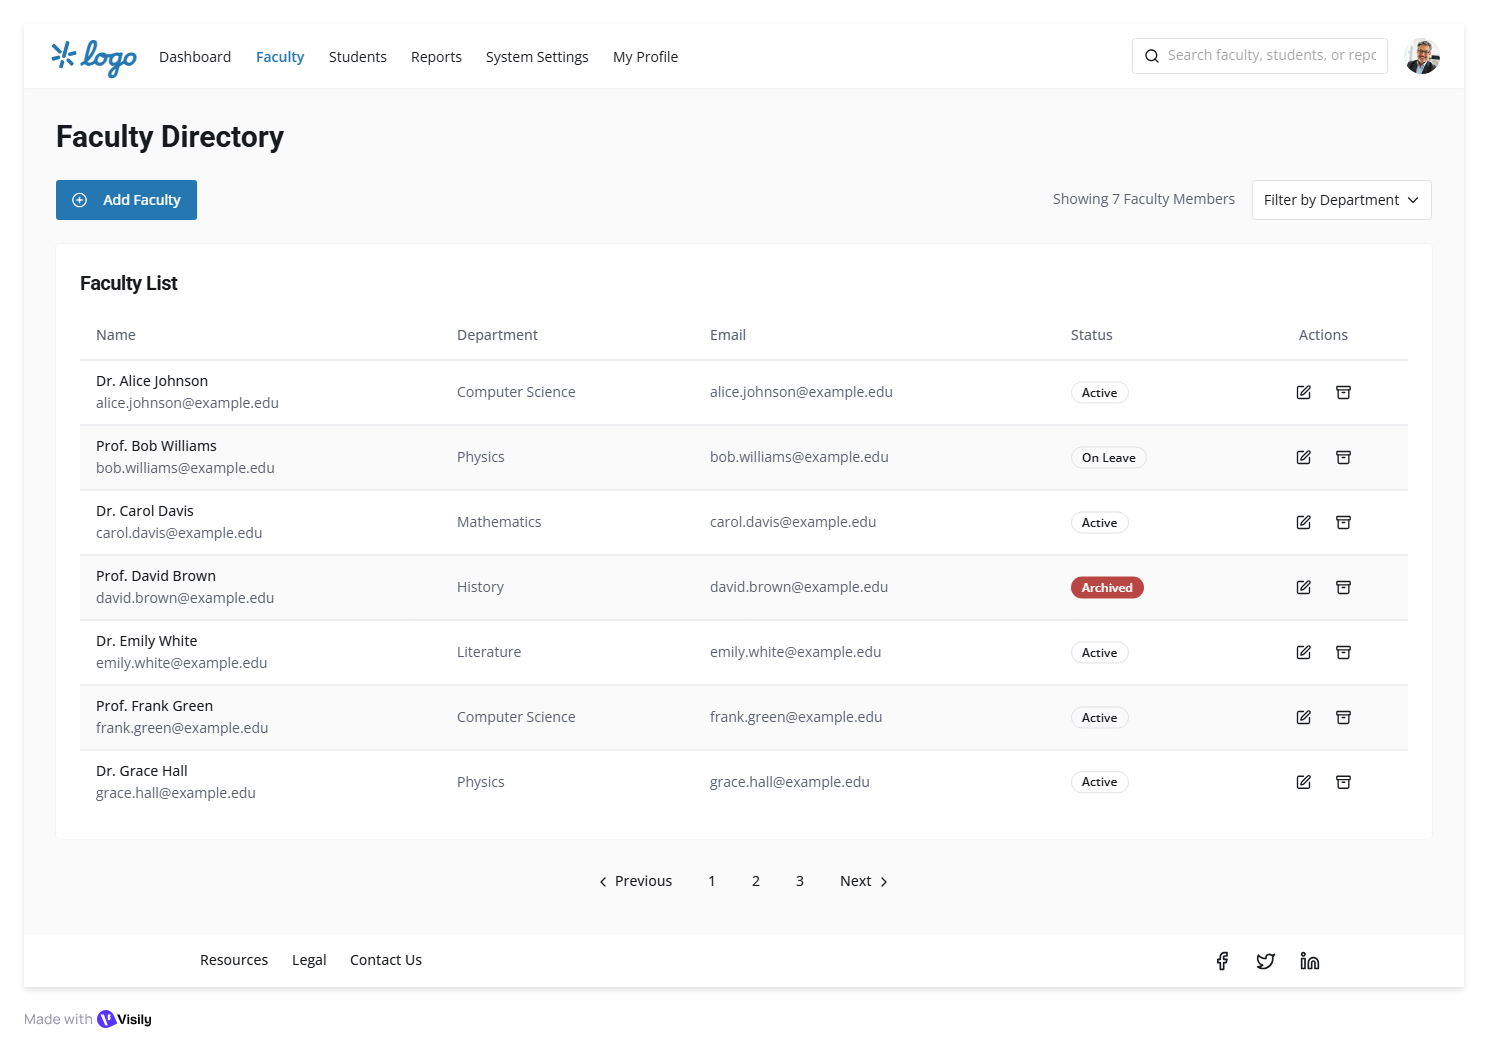 logo
Dashboard Faculty Students Reports System Settings My Profile
Search faculty, students, or repo
Faculty Directory
Add Faculty
Showing 7 Faculty Members
Filter by Department
Faculty List
Name Department Email Status Actions
Dr. Alice Johnson
alice.johnson@example.edu
Computer Science
alice.johnson@example.edu
Active
Prof. Bob Williams
bob.williams@example.edu
Physics
bob.williams@example.edu
On Leave
Dr. Carol Davis
carol.davis@example.edu
Mathematics
carol.davis@example.edu
Active
Prof. David Brown
david.brown@example.edu
History
david.brown@example.edu
Archived
Dr. Emily White
emily.white@example.edu
Literature
emily.white@example.edu
Active
Prof. Frank Green
frank.green@example.edu
Computer Science
frank.green@example.edu
Active
Dr. Grace Hall
grace.hall@example.edu
Physics
grace.hall@example.edu
Active
Previous 1 2 3 Next
Resources Legal Contact Us
Made with Visily